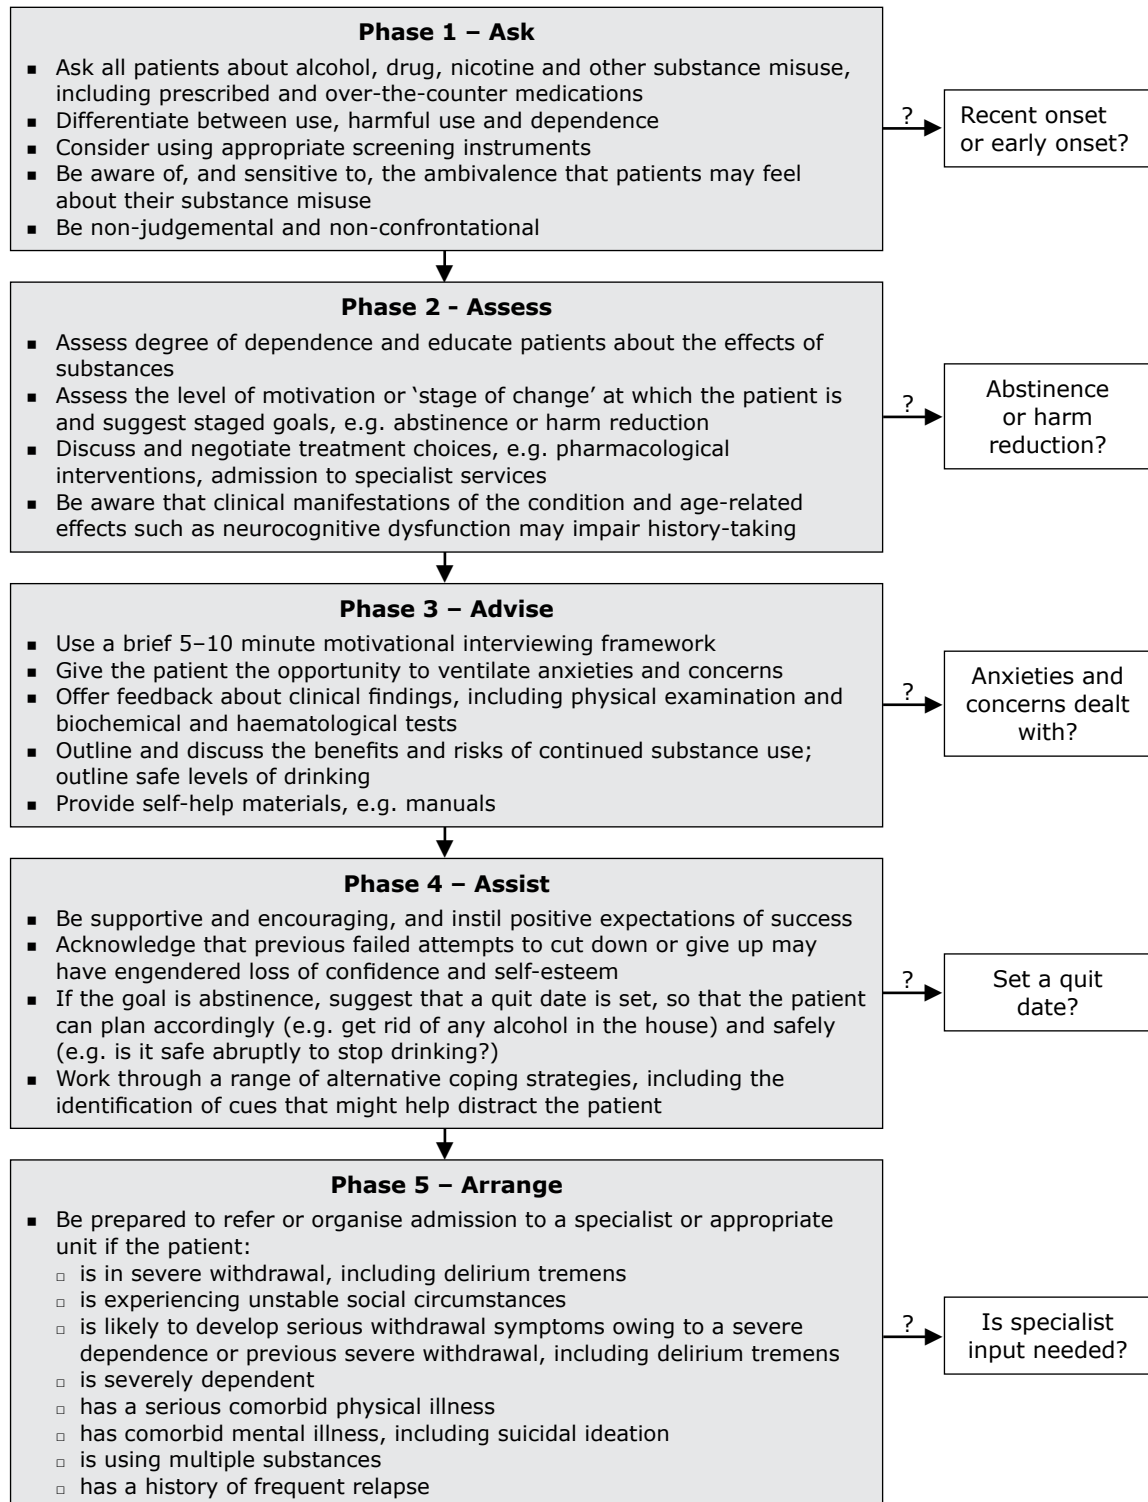 Phase 1 – Ask
▪ Ask all patients about alcohol, drug, nicotine and other substance misuse,
including prescribed and over-the-counter medications
▪ Differentiate between use, harmful use and dependence
▪ Consider using appropriate screening instruments
▪ Be aware of, and sensitive to, the ambivalence that patients may feel
about their substance misuse
▪ Be non-judgemental and non-confrontational
?
Recent onset
or early onset?
Phase 2 - Assess
▪ Assess degree of dependence and educate patients about the effects of
substances
▪ Assess the level of motivation or ‘stage of change’ at which the patient is
and suggest staged goals, e.g. abstinence or harm reduction
▪ Discuss and negotiate treatment choices, e.g. pharmacological
interventions, admission to specialist services
▪ Be aware that clinical manifestations of the condition and age-related
effects such as neurocognitive dysfunction may impair history-taking
?
Abstinence
or harm
reduction?
Phase 3 – Advise
▪ Use a brief 5–10 minute motivational interviewing framework
▪ Give the patient the opportunity to ventilate anxieties and concerns
▪ Offer feedback about clinical findings, including physical examination and
biochemical and haematological tests
▪ Outline and discuss the benefits and risks of continued substance use;
outline safe levels of drinking
▪ Provide self-help materials, e.g. manuals
?
Anxieties and
concerns dealt
with?
Phase 4 – Assist
▪ Be supportive and encouraging, and instil positive expectations of success
▪ Acknowledge that previous failed attempts to cut down or give up may
have engendered loss of confidence and self-esteem
▪ If the goal is abstinence, suggest that a quit date is set, so that the patient
can plan accordingly (e.g. get rid of any alcohol in the house) and safely
(e.g. is it safe abruptly to stop drinking?)
▪ Work through a range of alternative coping strategies, including the
identification of cues that might help distract the patient
?
Set a quit
date?
Phase 5 – Arrange
▪ Be prepared to refer or organise admission to a specialist or appropriate
unit if the patient:
▫ is in severe withdrawal, including delirium tremens
▫ is experiencing unstable social circumstances
▫ is likely to develop serious withdrawal symptoms owing to a severe
dependence or previous severe withdrawal, including delirium tremens
▫ is severely dependent
▫ has a serious comorbid physical illness
▫ has comorbid mental illness, including suicidal ideation
▫ is using multiple substances
▫ has a history of frequent relapse
?
Is specialist
input needed?